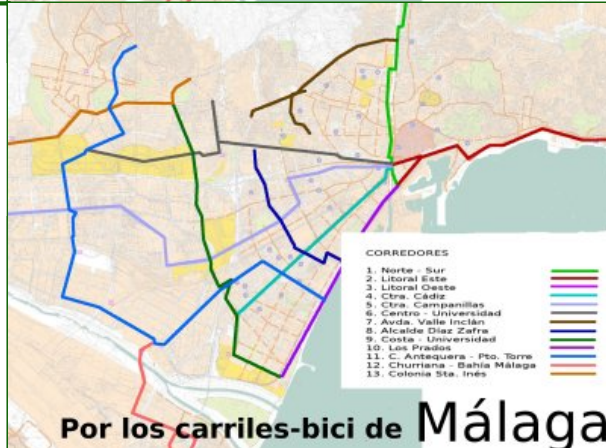 CORREDORES
1. Norte - Sur
2. Litoral Este
3. Litoral Oeste
4. Ctra. Cádiz
5. Ctra. Campanillas
6. Centro - Universidad
7. Avda. Valle Inclán
8. Alcalde Díaz Zafra
9. Costa - Universidad
10. Los Prados
11. C. Antequera - Pto. Torre
12. Churriana - Bahía Málaga
13. Colonia Sta. Inés
Por los carriles-bici de Málaga